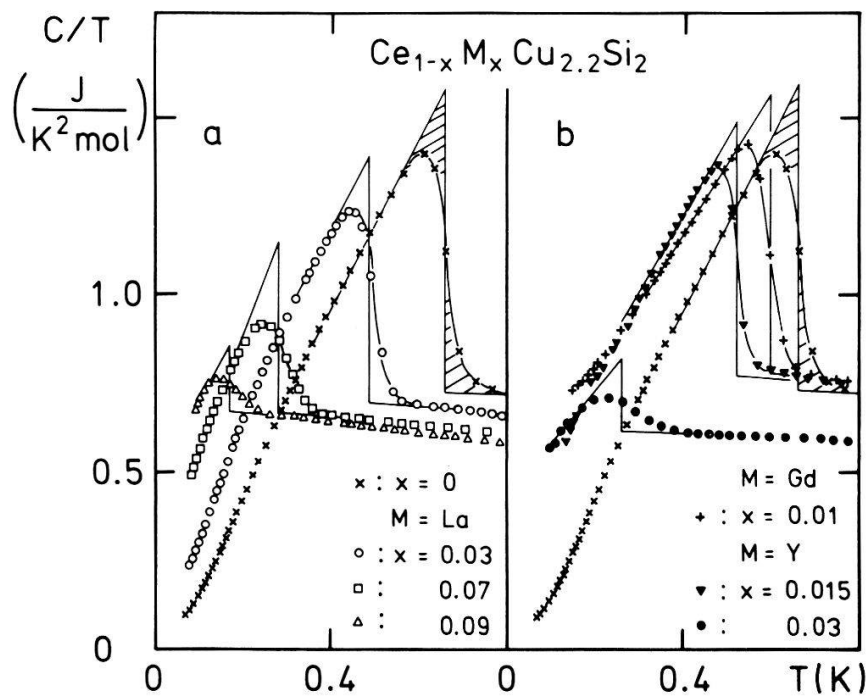 C/T
Ce₁₋ₓ Mₓ Cu₂.₂Si₂
(J/K²mol)
a
b
1.0
0.5
0
x : x = 0
M = La
○ : x = 0.03
□ : 0.07
△ : 0.09
M = Gd
+ : x = 0.01
M = Y
▼ : x = 0.015
● : 0.03
0
0.4
0
0.4
T(K)